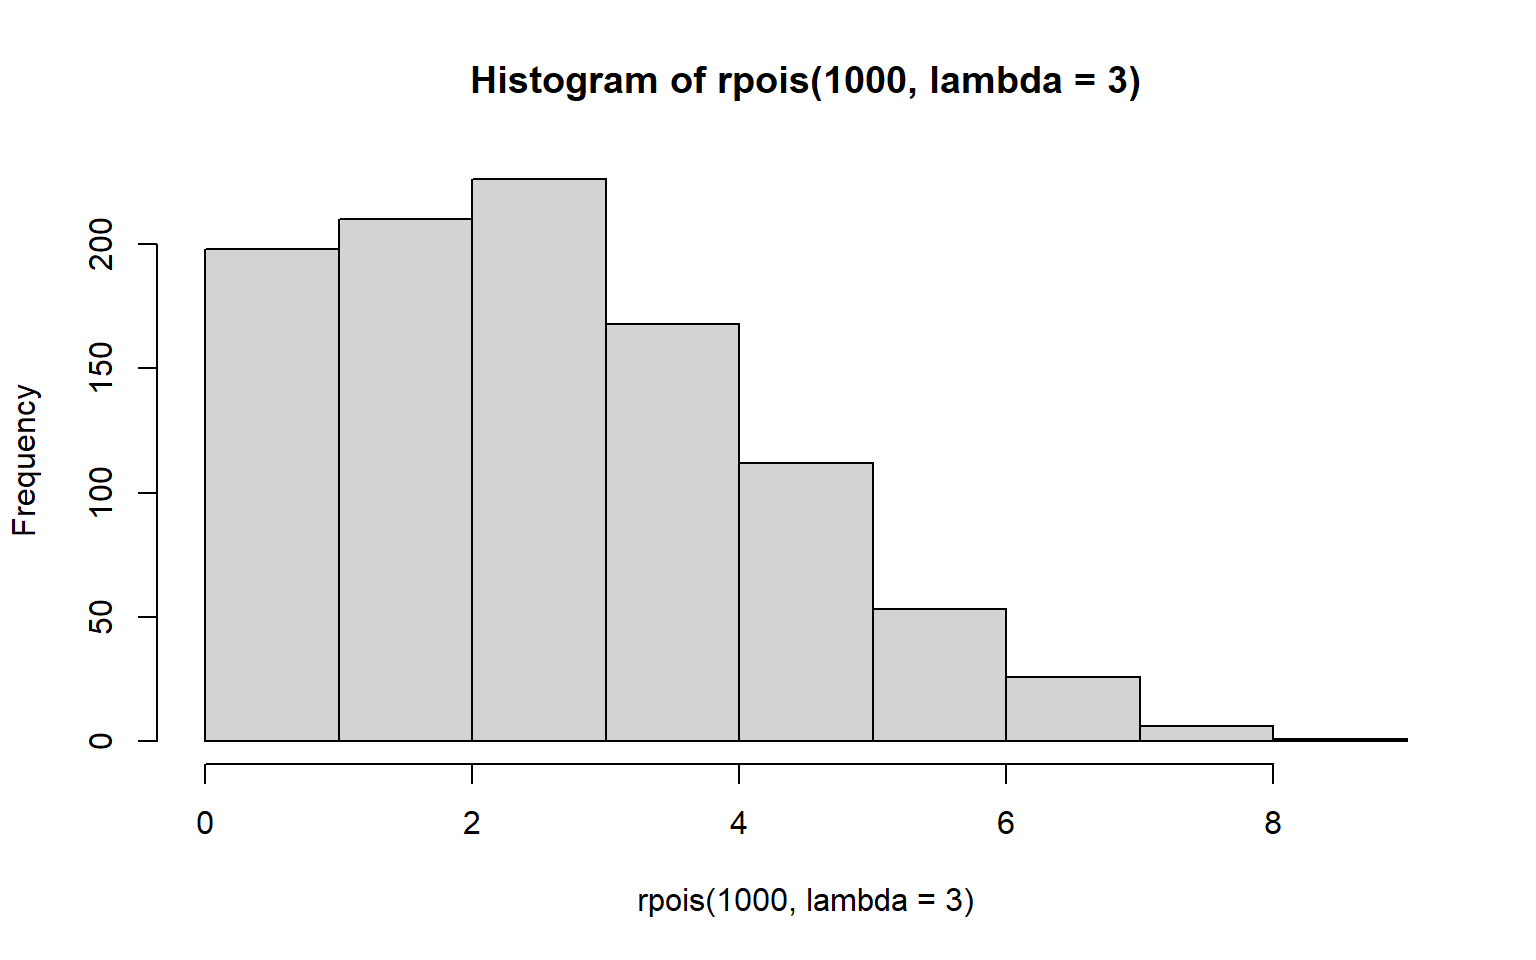 Histogram of rpois(1000, lambda = 3)
Frequency
200
150
100
50
0
0 2 4 6 8
rpois(1000, lambda = 3)